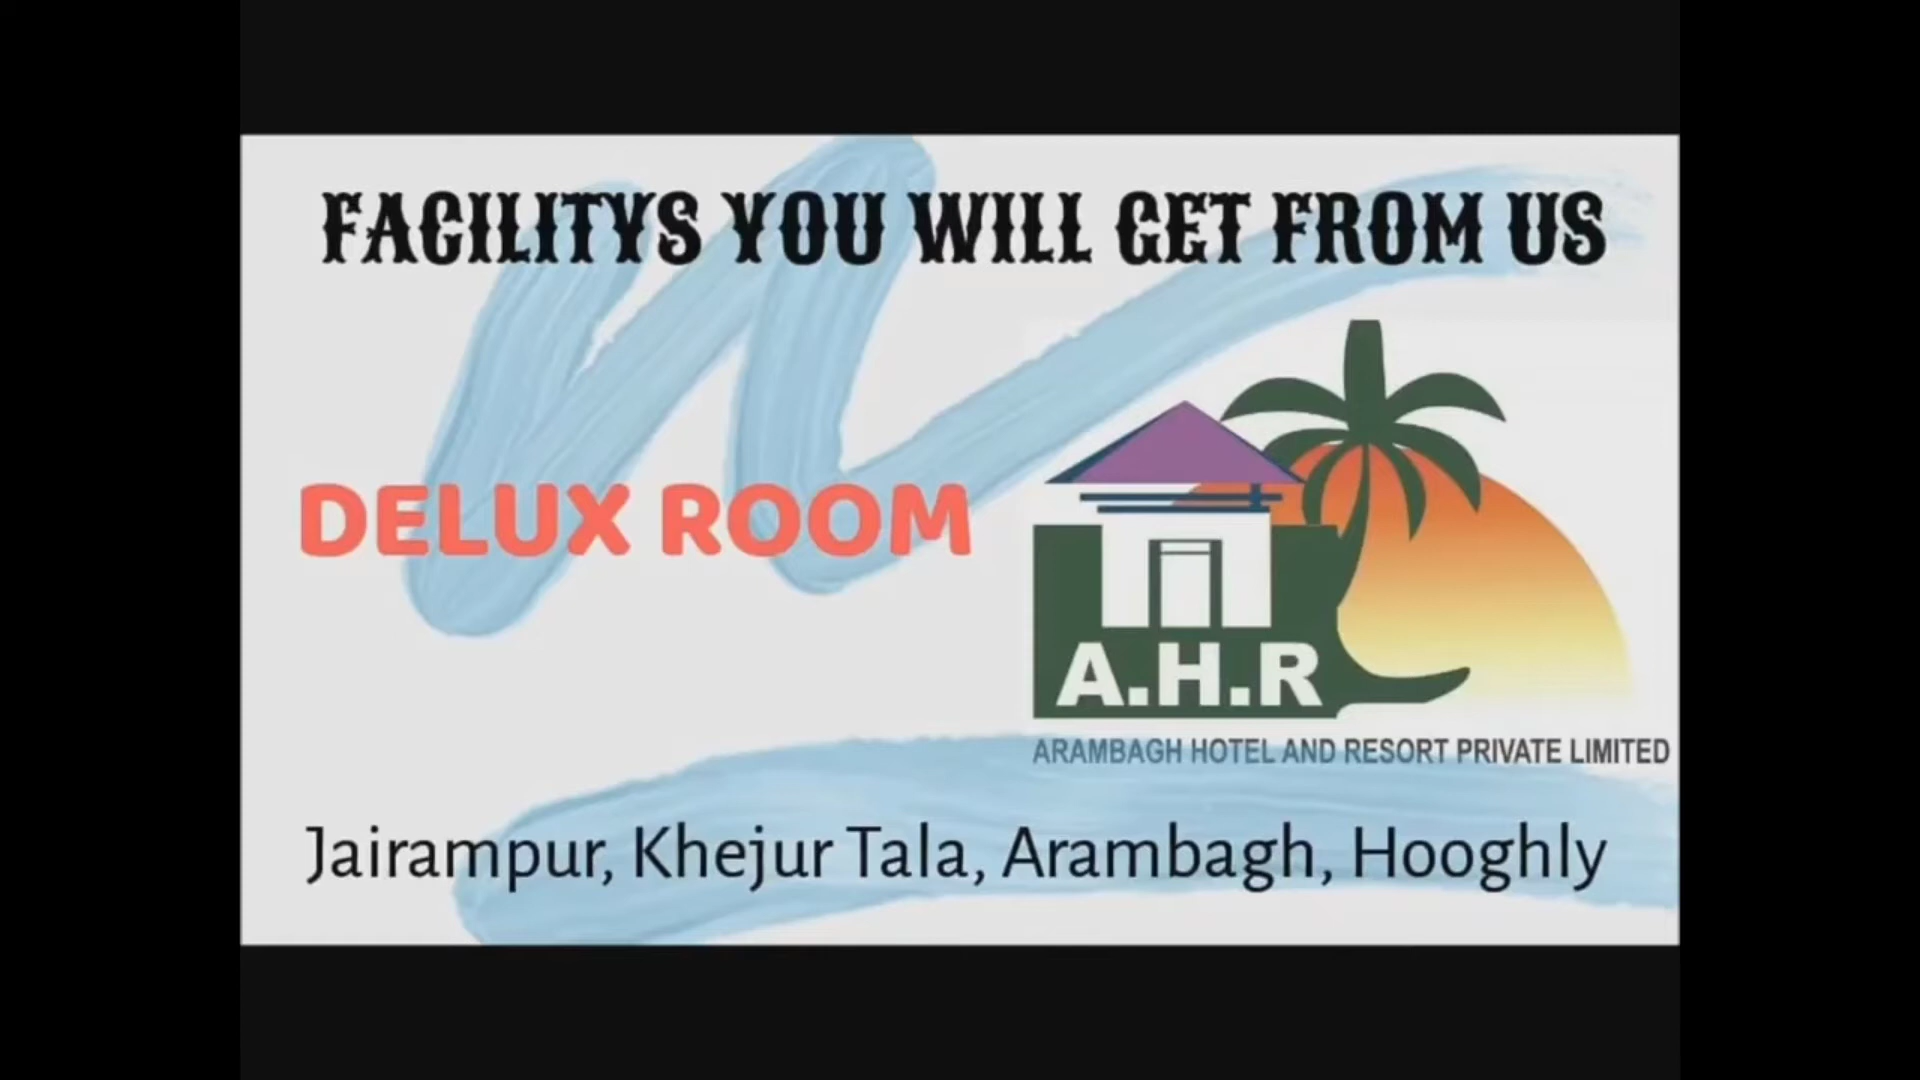 FACILITYS YOU WILL GET FROM US
DELUX ROOM
A.H.R
ARAMBAGH HOTEL AND RESORT PRIVATE LIMITED
Jairampur, Khejur Tala, Arambagh, Hooghly